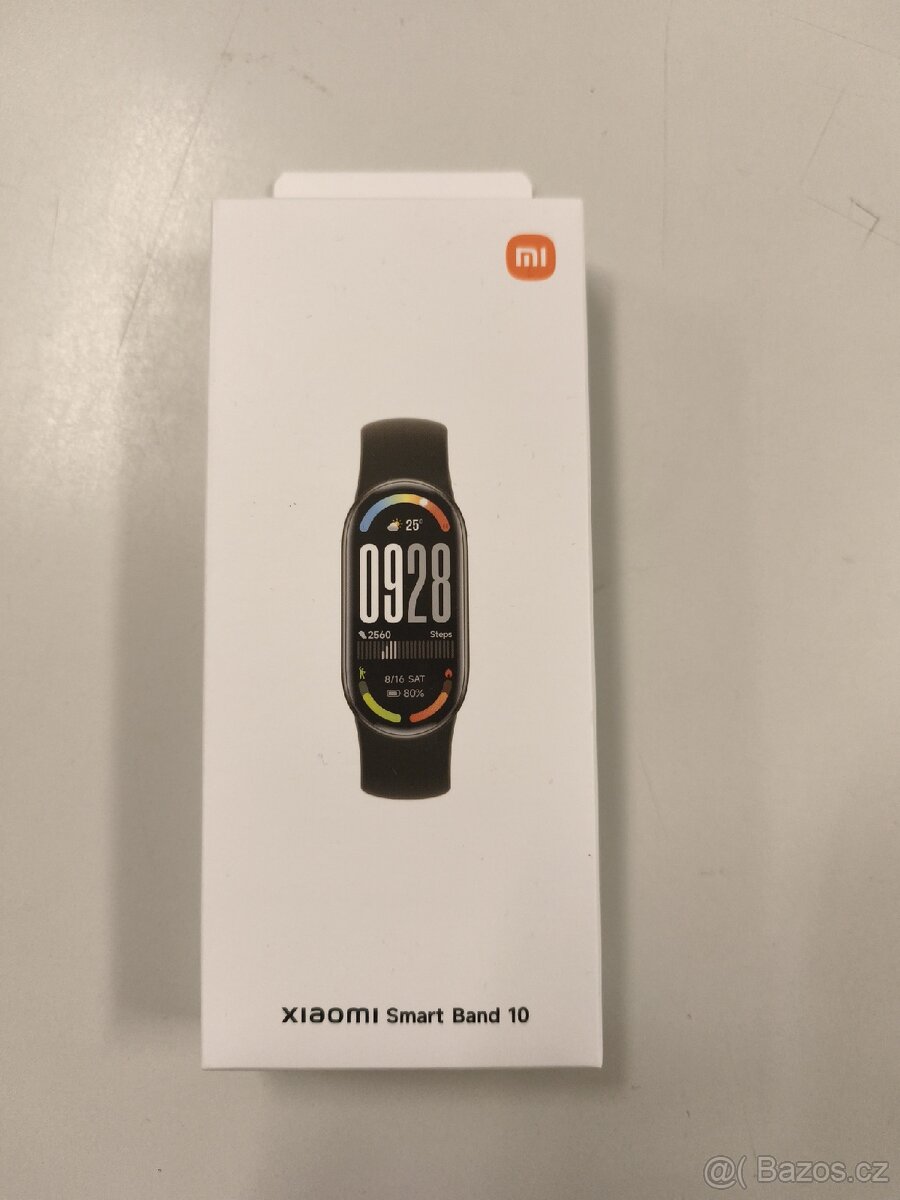 mi
25°
0928
2560 Steps
8/16 SAT
80%
xiaomi Smart Band 10
@( Bazos.cz